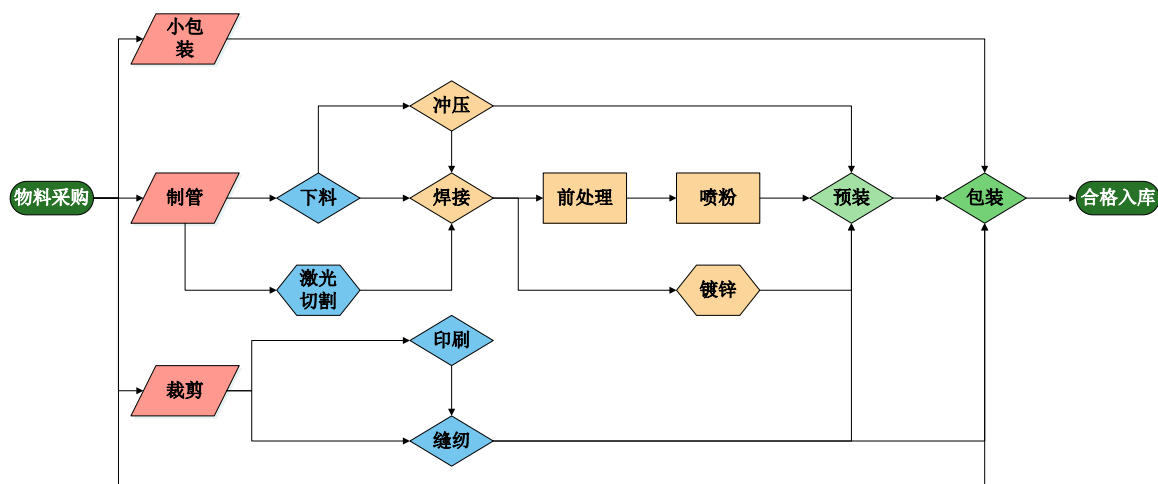 小包
装
冲压
物料采购
制管
下料
焊接
前处理
喷粉
预装
包装
合格入库
激光
切割
镀锌
印刷
裁剪
缝纫